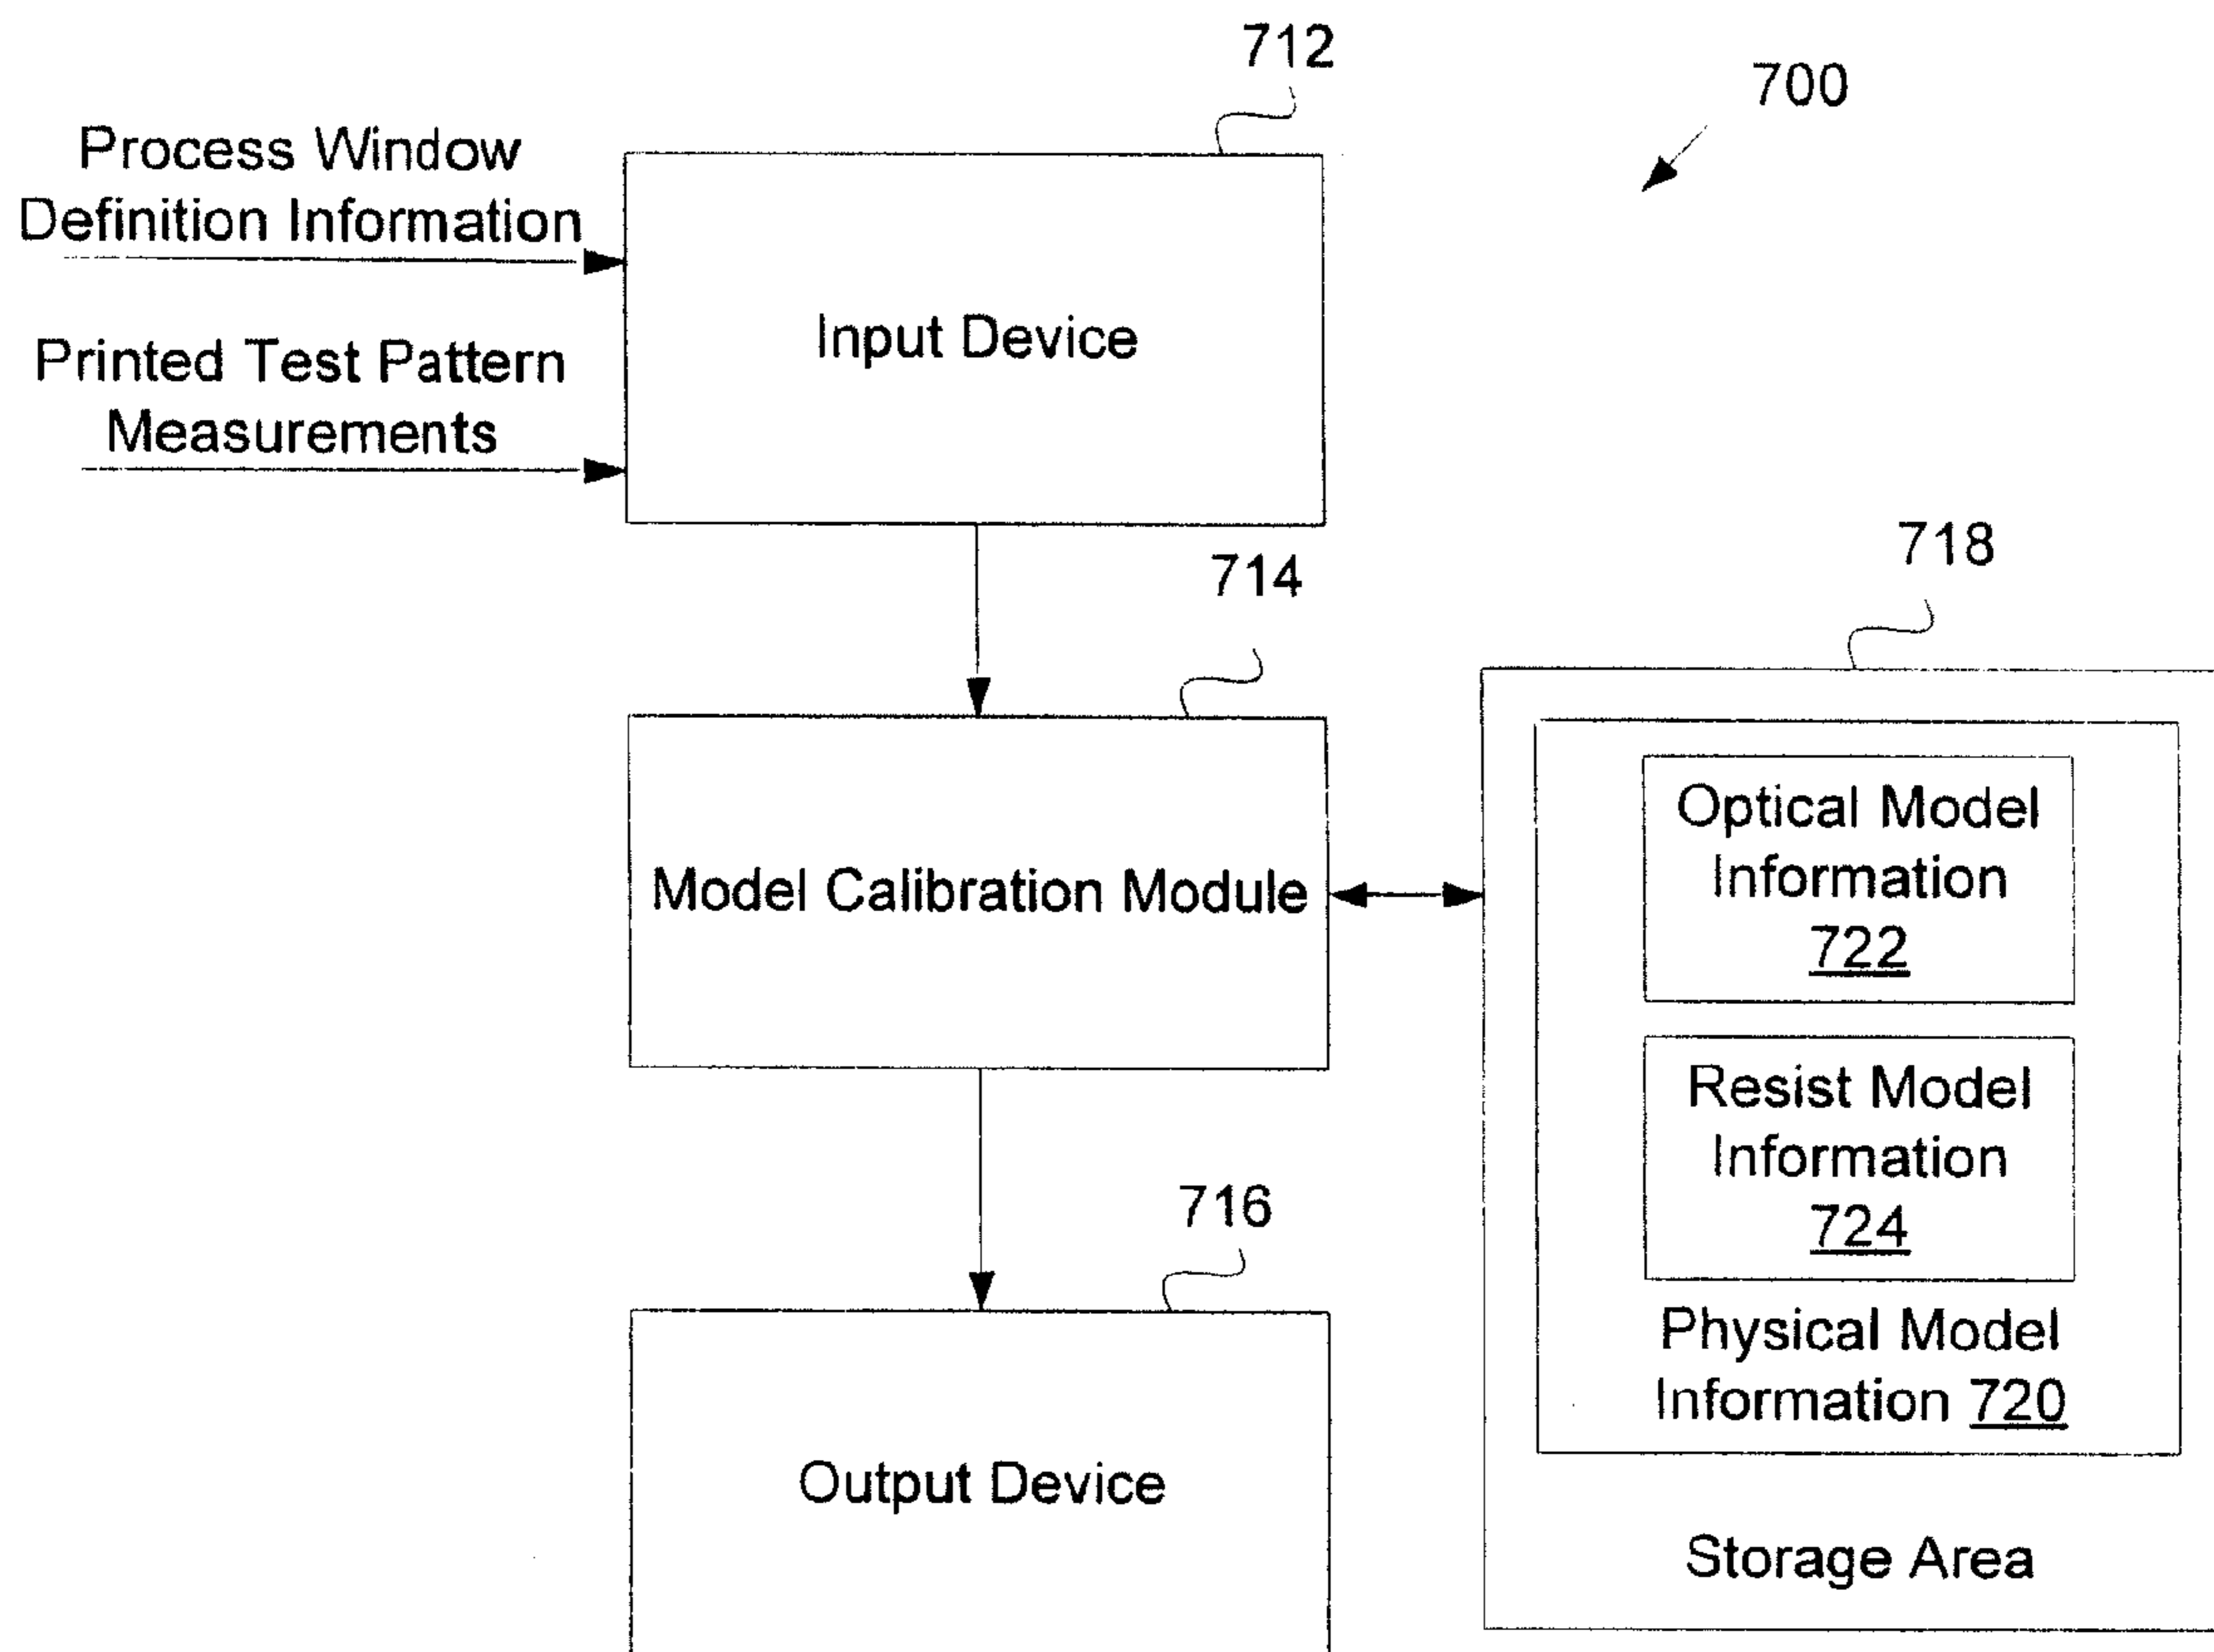 712
700
Process Window
Definition Information
Printed Test Pattern
Measurements
Input Device
714
718
Model Calibration Module
Optical Model
Information
722
Resist Model
Information
724
Physical Model
Information 720
Storage Area
716
Output Device